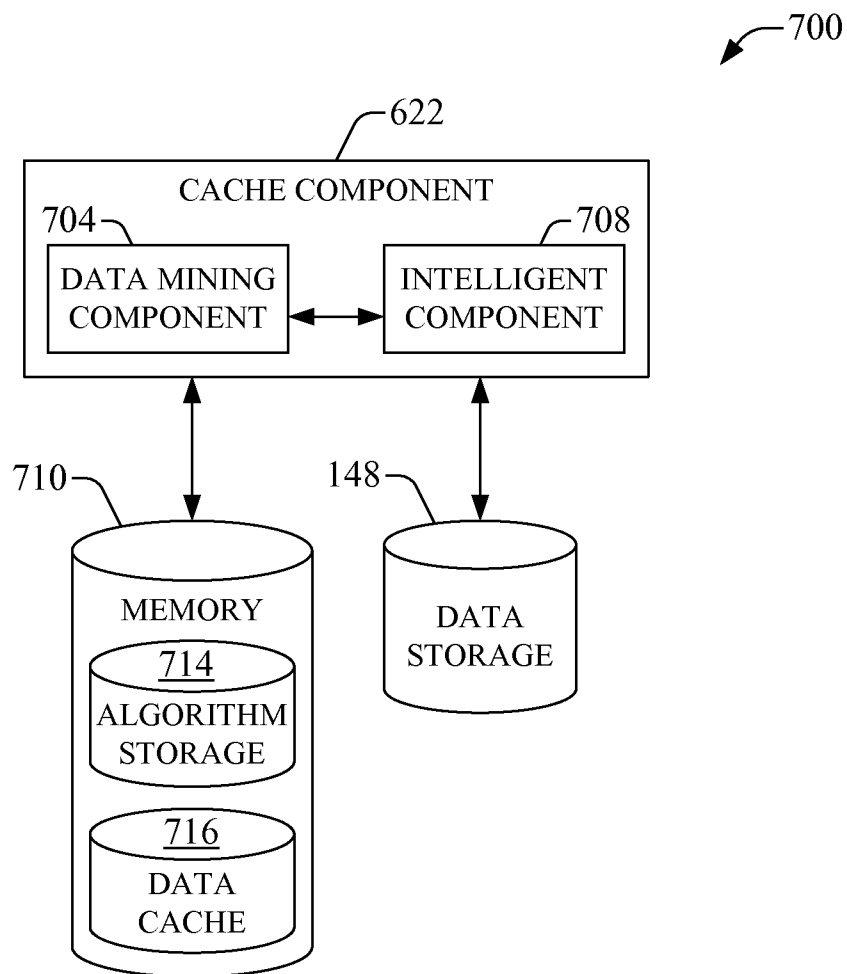 700
622
CACHE COMPONENT
704
708
DATA MINING
COMPONENT
INTELLIGENT
COMPONENT
710
148
MEMORY
714
ALGORITHM
STORAGE
716
DATA
CACHE
DATA
STORAGE